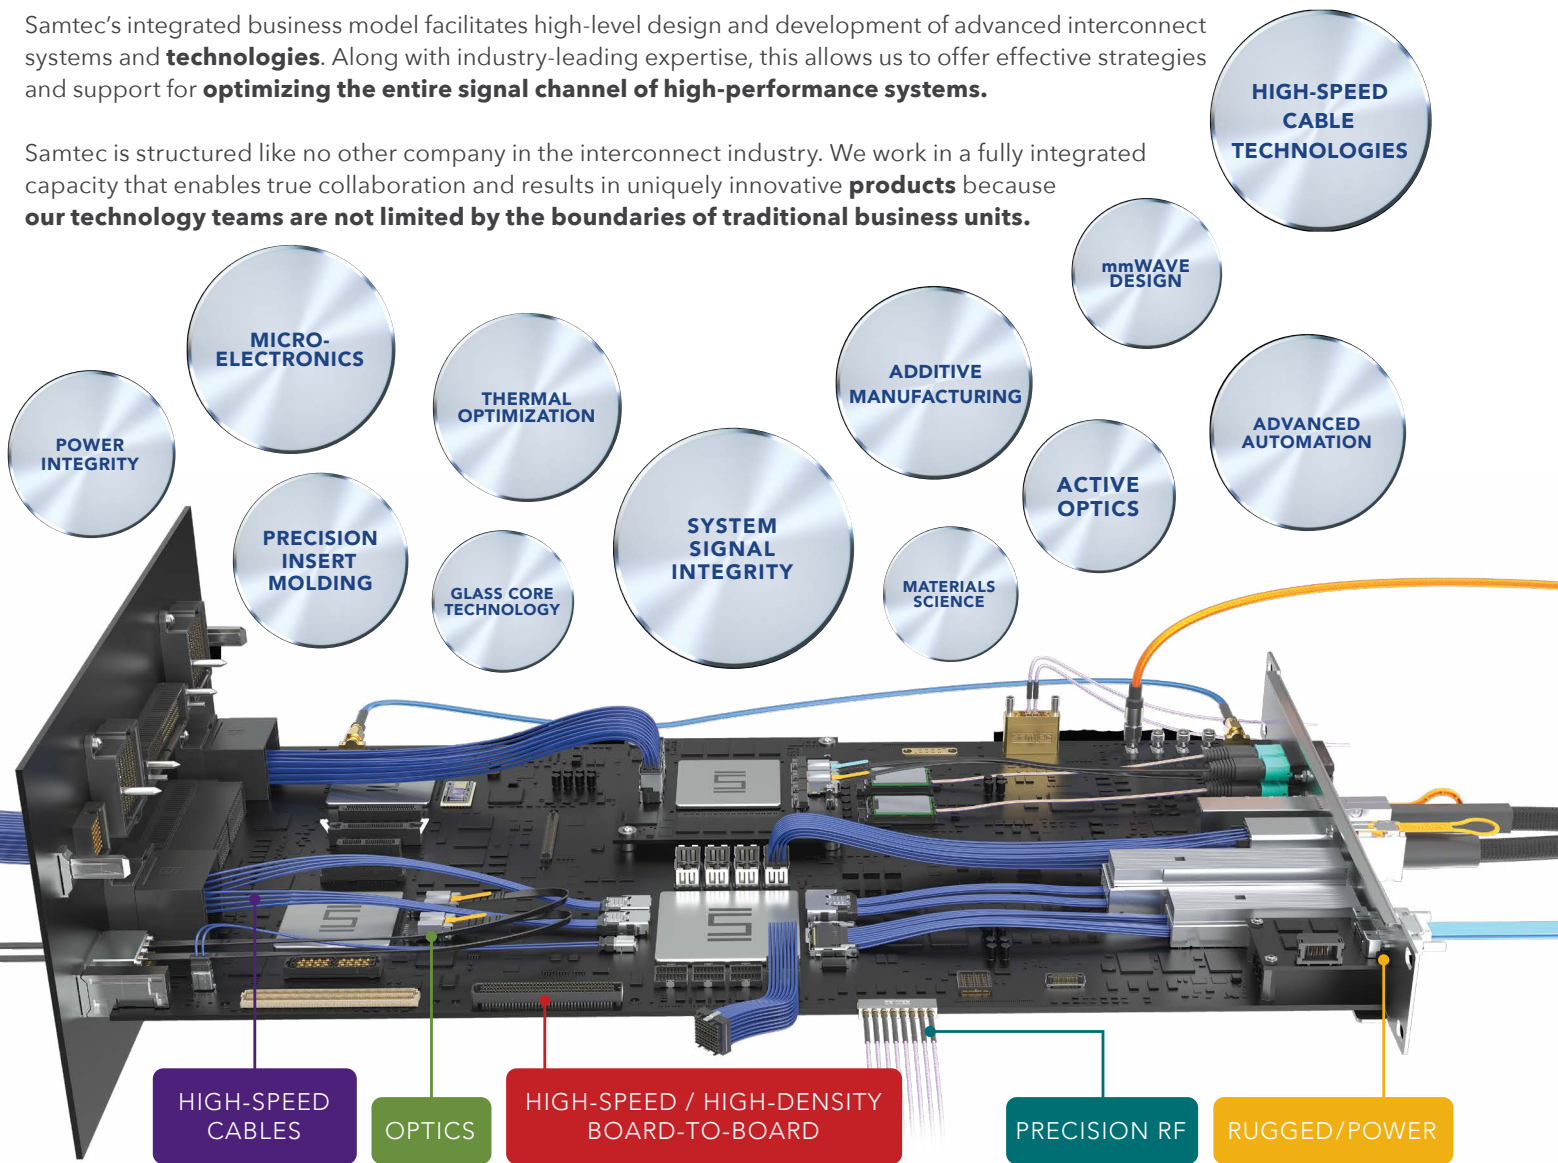 Samtec’s integrated business model facilitates high-level design and development of advanced interconnect
systems and technologies. Along with industry-leading expertise, this allows us to offer effective strategies
and support for optimizing the entire signal channel of high-performance systems.
Samtec is structured like no other company in the interconnect industry. We work in a fully integrated
capacity that enables true collaboration and results in uniquely innovative products because
our technology teams are not limited by the boundaries of traditional business units.
HIGH-SPEED
CABLE
TECHNOLOGIES
mmWAVE
DESIGN
MICRO-
ELECTRONICS
THERMAL
OPTIMIZATION
ADDITIVE
MANUFACTURING
ADVANCED
AUTOMATION
POWER
INTEGRITY
ACTIVE
OPTICS
PRECISION
INSERT
MOLDING
SYSTEM
SIGNAL
INTEGRITY
GLASS CORE
TECHNOLOGY
MATERIALS
SCIENCE
HIGH-SPEED
CABLES
OPTICS
HIGH-SPEED / HIGH-DENSITY
BOARD-TO-BOARD
PRECISION RF
RUGGED/POWER